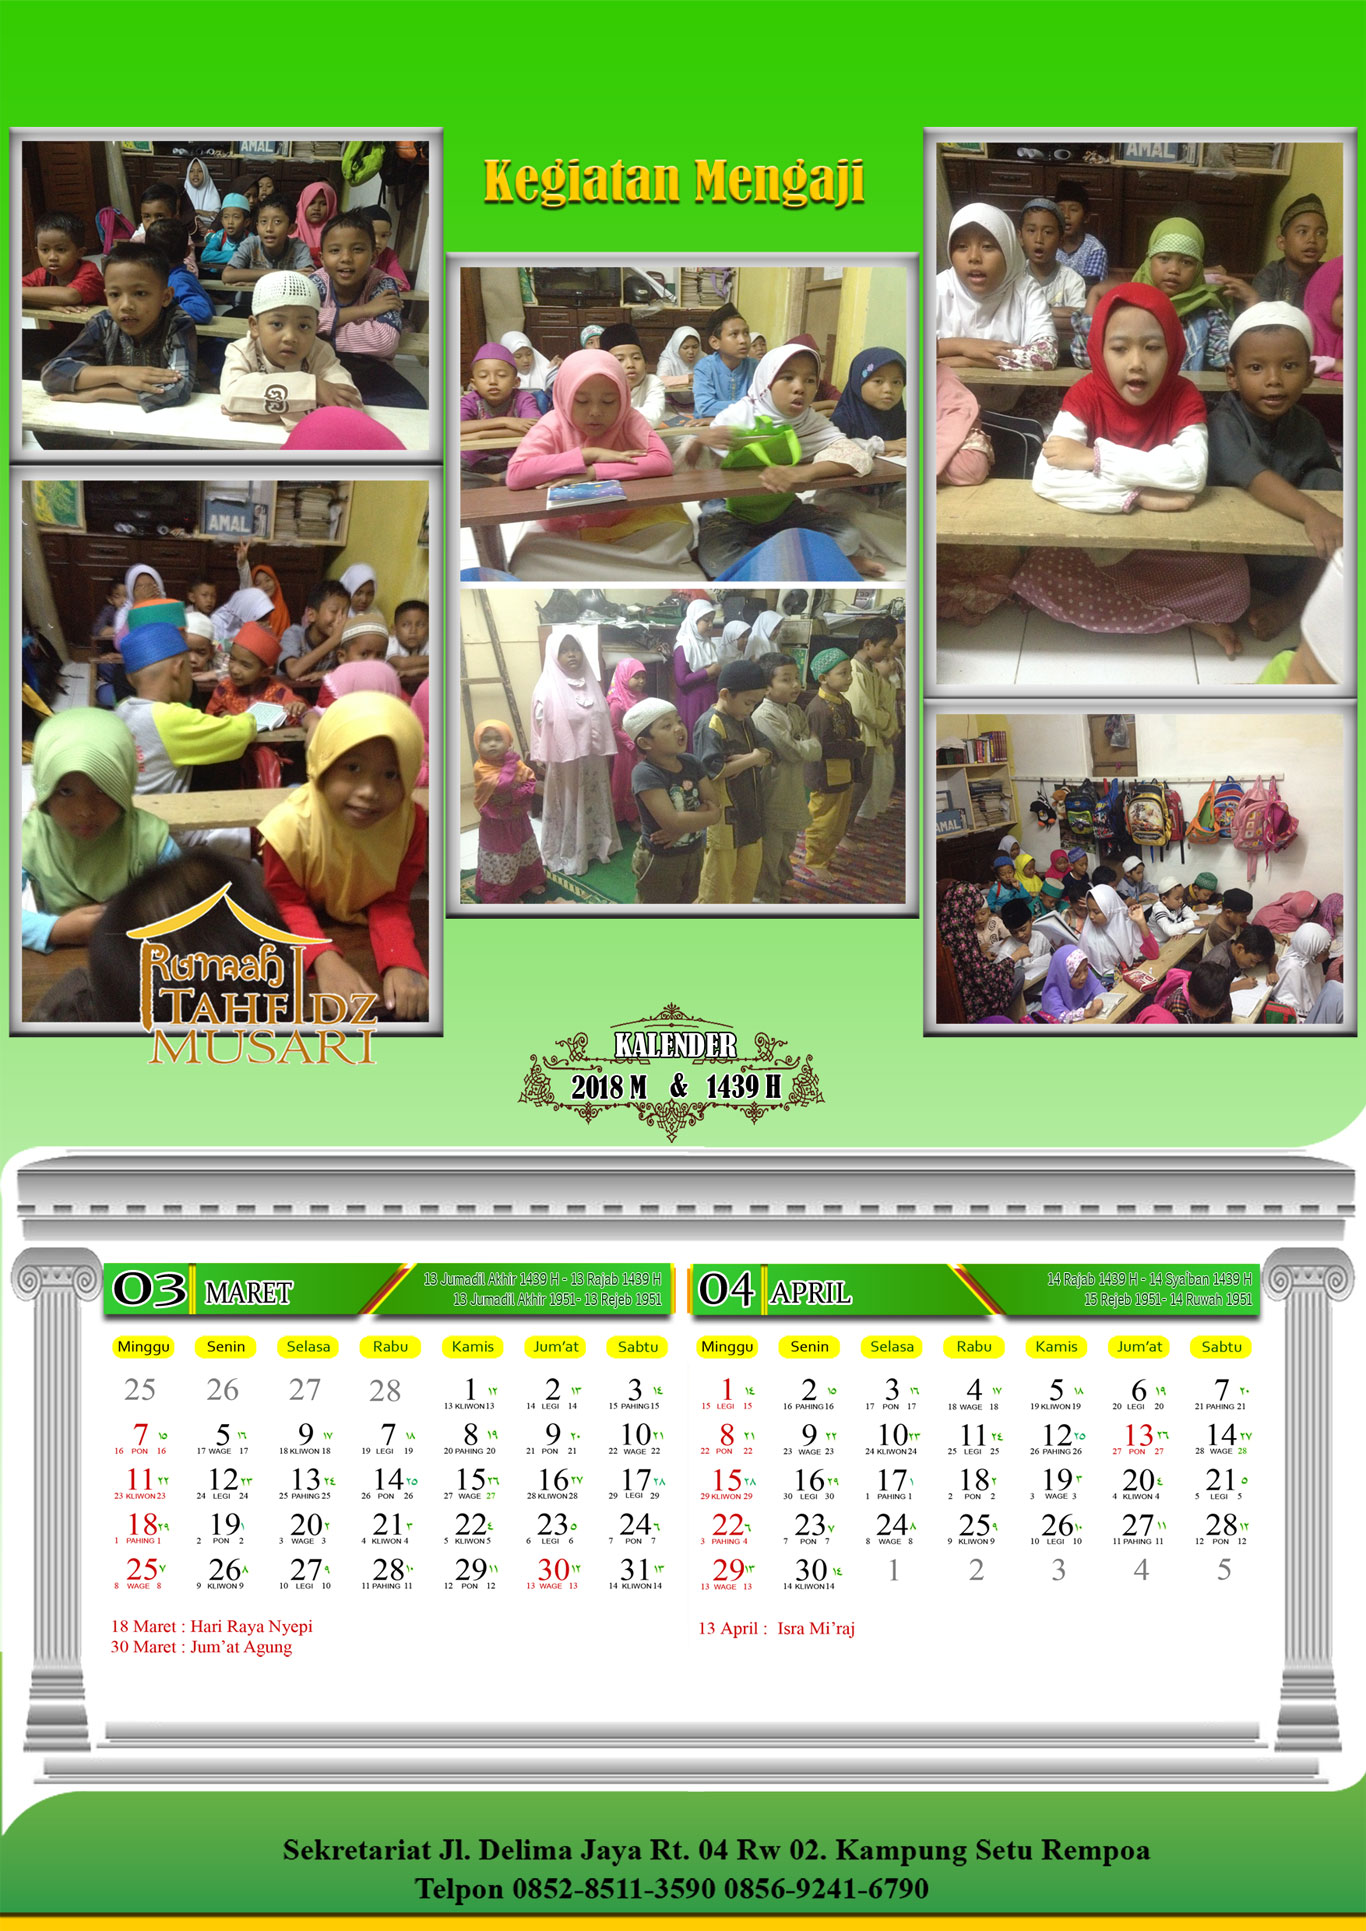 Kegiatan Mengaji
AMAL
AMAL
AMAL
AMAL
Rumah
TAHFIDZ
MUSARI
KALENDER
2018 M & 1439 H
03 MARET
13 Jumadil Akhir 1439 H - 13 Rajab 1439 H
13 Jumadil Akhir 1951- 13 Rejeb 1951
Minggu Senin Selasa Rabu Kamis Jum'at Sabtu
25 26 27 28 1 ١٢ 2 ١٣ 3 ١٤
13 KLIWON 13 14 LEGI 14 15 PAHING 15
7 ١٥ 5 ١٦ 9 ١٧ 7 ١٨ 8 ١٩ 9 ٢٠ 10 ٢١
16 PON 16 17 WAGE 17 18 KLIWON 18 19 LEGI 19 20 PAHING 20 21 PON 21 22 WAGE 22
11 ٢٢ 12 ٢٣ 13 ٢٤ 14 ٢٥ 15 ٢٦ 16 ٢٧ 17 ٢٨
23 KLIWON 23 24 LEGI 24 25 PAHING 25 26 PON 26 27 WAGE 27 28 KLIWON 28 29 LEGI 29
18 ٢٩ 19 ١ 20 ٢ 21 ٣ 22 ٤ 23 ٥ 24 ٦
1 PAHING 1 2 PON 2 3 WAGE 3 4 KLIWON 4 5 KLIWON 5 6 LEGI 6 7 PON 7
25 ٧ 26 ٨ 27 ٩ 28 ١٠ 29 ١١ 30 ١٢ 31 ١٣
8 WAGE 8 9 KLIWON 9 10 LEGI 10 11 PAHING 11 12 PON 12 13 WAGE 13 14 KLIWON 14
18 Maret : Hari Raya Nyepi
30 Maret : Jum'at Agung
04 APRIL
14 Rajab 1439 H - 14 Sya'ban 1439 H
15 Rejeb 1951- 14 Ruwah 1951
Minggu Senin Selasa Rabu Kamis Jum'at Sabtu
1 ١٤ 2 ١٥ 3 ١٦ 4 ١٧ 5 ١٨ 6 ١٩ 7 ٢٠
15 LEGI 15 16 PAHING 16 17 PON 17 18 WAGE 18 19 KLIWON 19 20 LEGI 20 21 PAHING 21
8 ٢١ 9 ٢٢ 10 ٢٣ 11 ٢٤ 12 ٢٥ 13 ٢٦ 14 ٢٧
22 PON 22 23 WAGE 23 24 KLIWON 24 25 LEGI 25 26 PAHING 26 27 PON 27 28 WAGE 28
15 ٢٨ 16 ٢٩ 17 ١ 18 ٢ 19 ٣ 20 ٤ 21 ٥
29 KLIWON 29 30 LEGI 30 1 PAHING 1 2 PON 2 3 WAGE 3 4 KLIWON 4 5 LEGI 5
22 ٦ 23 ٧ 24 ٨ 25 ٩ 26 ١٠ 27 ١١ 28 ١٢
3 PAHING 4 7 PON 7 8 WAGE 8 9 KLIWON 9 10 LEGI 10 11 PAHING 11 12 PON 12
29 ١٣ 30 ١٤ 1 2 3 4 5
13 WAGE 13 14 KLIWON 14
13 April : Isra Mi'raj
Sekretariat Jl. Delima Jaya Rt. 04 Rw 02. Kampung Setu Rempoa
Telpon 0852-8511-3590 0856-9241-6790